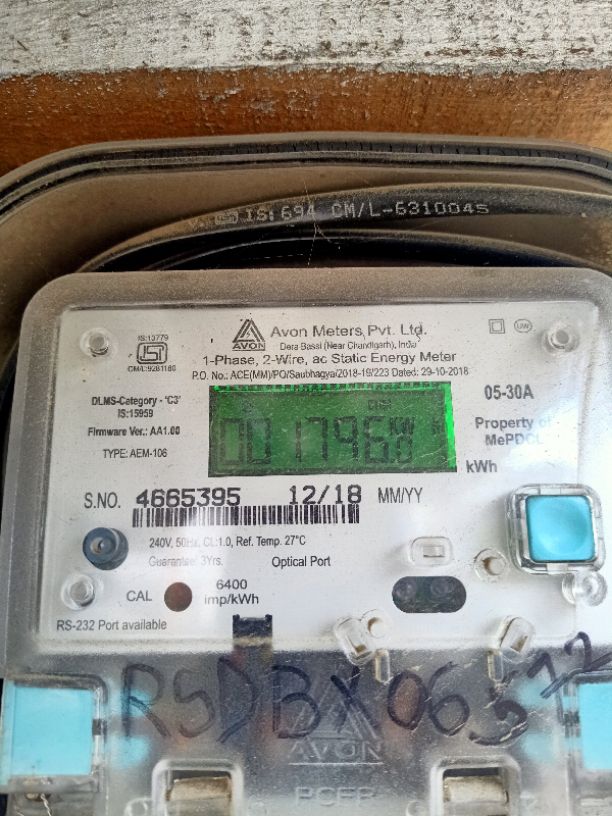 IS: 694 CM/L-6310045
IS:13779
ISI
CM/L:9281180
AVON
Avon Meters Pvt. Ltd.
Dera Bassi (Near Chandigarh), India
UW
1-Phase, 2-Wire, ac Static Energy Meter
P.O. No.: ACE(MM)/PO/Saubhagya/2018-19/223 Dated: 29-10-2018
DLMS-Category - 'C3'
IS:15959
Firmware Ver.: AA1.00
TYPE: AEM-106
05-30A
Property of
MePDCL
kWh
S.NO. 4665395 12/18 MM/YY
240V, 50Hz, CL:1.0, Ref. Temp. 27°C
Guarantee: 3Yrs. Optical Port
CAL 6400
imp/kWh
RS-232 Port available
RSDBX06572
AVON